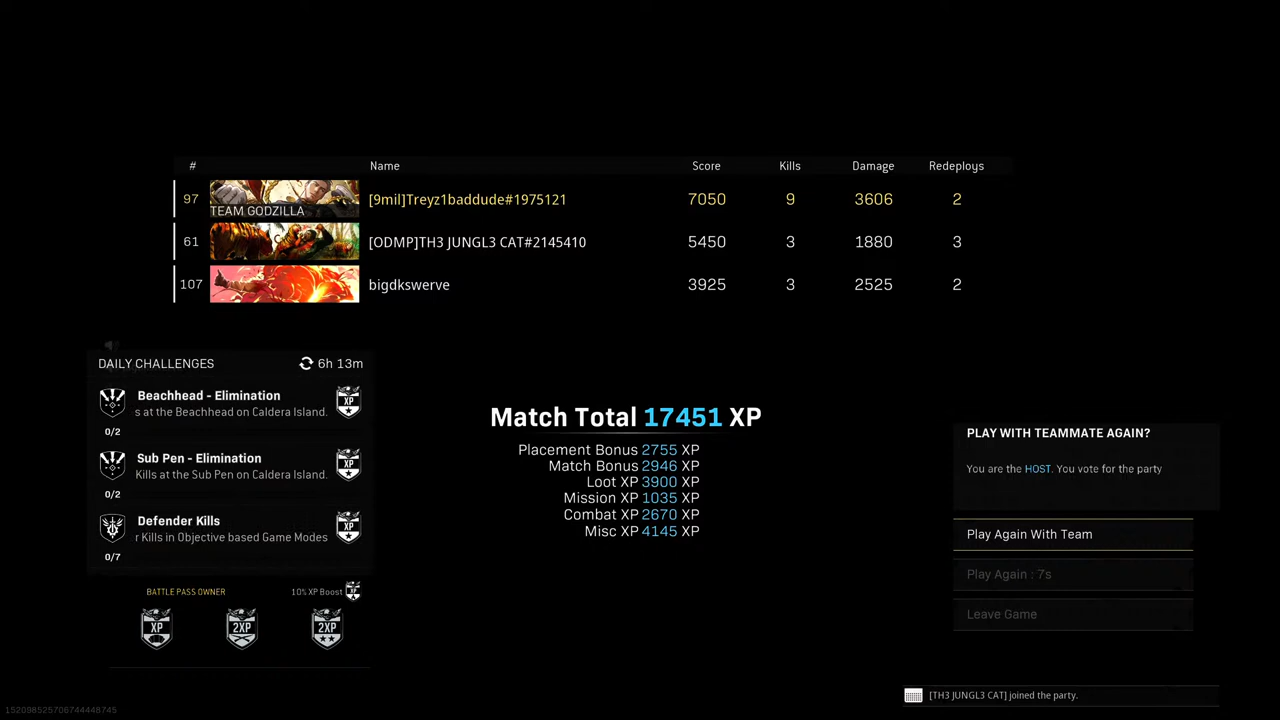 # Name Score Kills Damage Redeploys
97 TEAM GODZILLA [9mil]Treyz1baddude#1975121 7050 9 3606 2
61 [ODMP]TH3 JUNGL3 CAT#2145410 5450 3 1880 3
107 bigdkswerve 3925 3 2525 2
DAILY CHALLENGES 6h 13m
Beachhead - Elimination
s at the Beachhead on Caldera Island.
XP
0/2
Sub Pen - Elimination
Kills at the Sub Pen on Caldera Island.
XP
0/2
Defender Kills
r Kills in Objective based Game Modes
XP
0/7
BATTLE PASS OWNER 10% XP Boost
XP 2XP 2XP
Match Total 17451 XP
Placement Bonus 2755 XP
Match Bonus 2946 XP
Loot XP 3900 XP
Mission XP 1035 XP
Combat XP 2670 XP
Misc XP 4145 XP
PLAY WITH TEAMMATE AGAIN?
You are the HOST. You vote for the party
Play Again With Team
Play Again : 7s
Leave Game
[TH3 JUNGL3 CAT] joined the party.
15209852570674444­8745